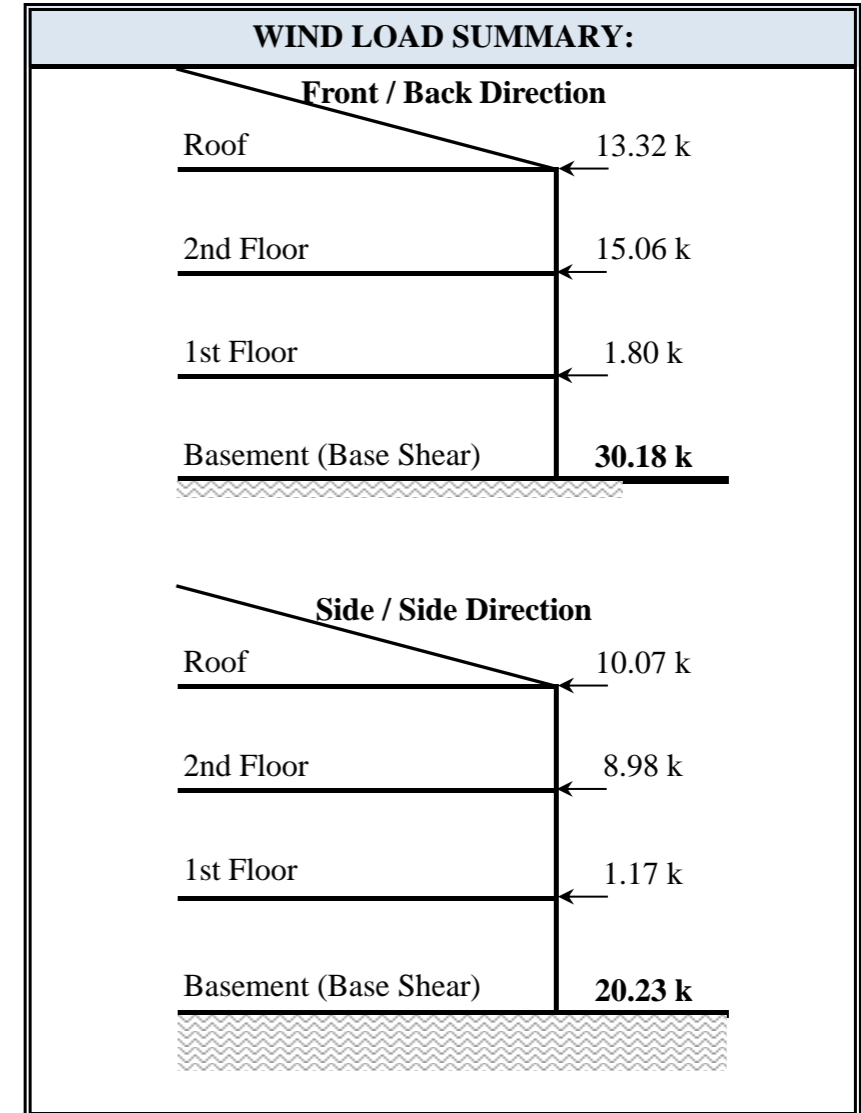 WIND LOAD SUMMARY:
Front / Back Direction
Roof 13.32 k
2nd Floor 15.06 k
1st Floor 1.80 k
Basement (Base Shear) 30.18 k
Side / Side Direction
Roof 10.07 k
2nd Floor 8.98 k
1st Floor 1.17 k
Basement (Base Shear) 20.23 k